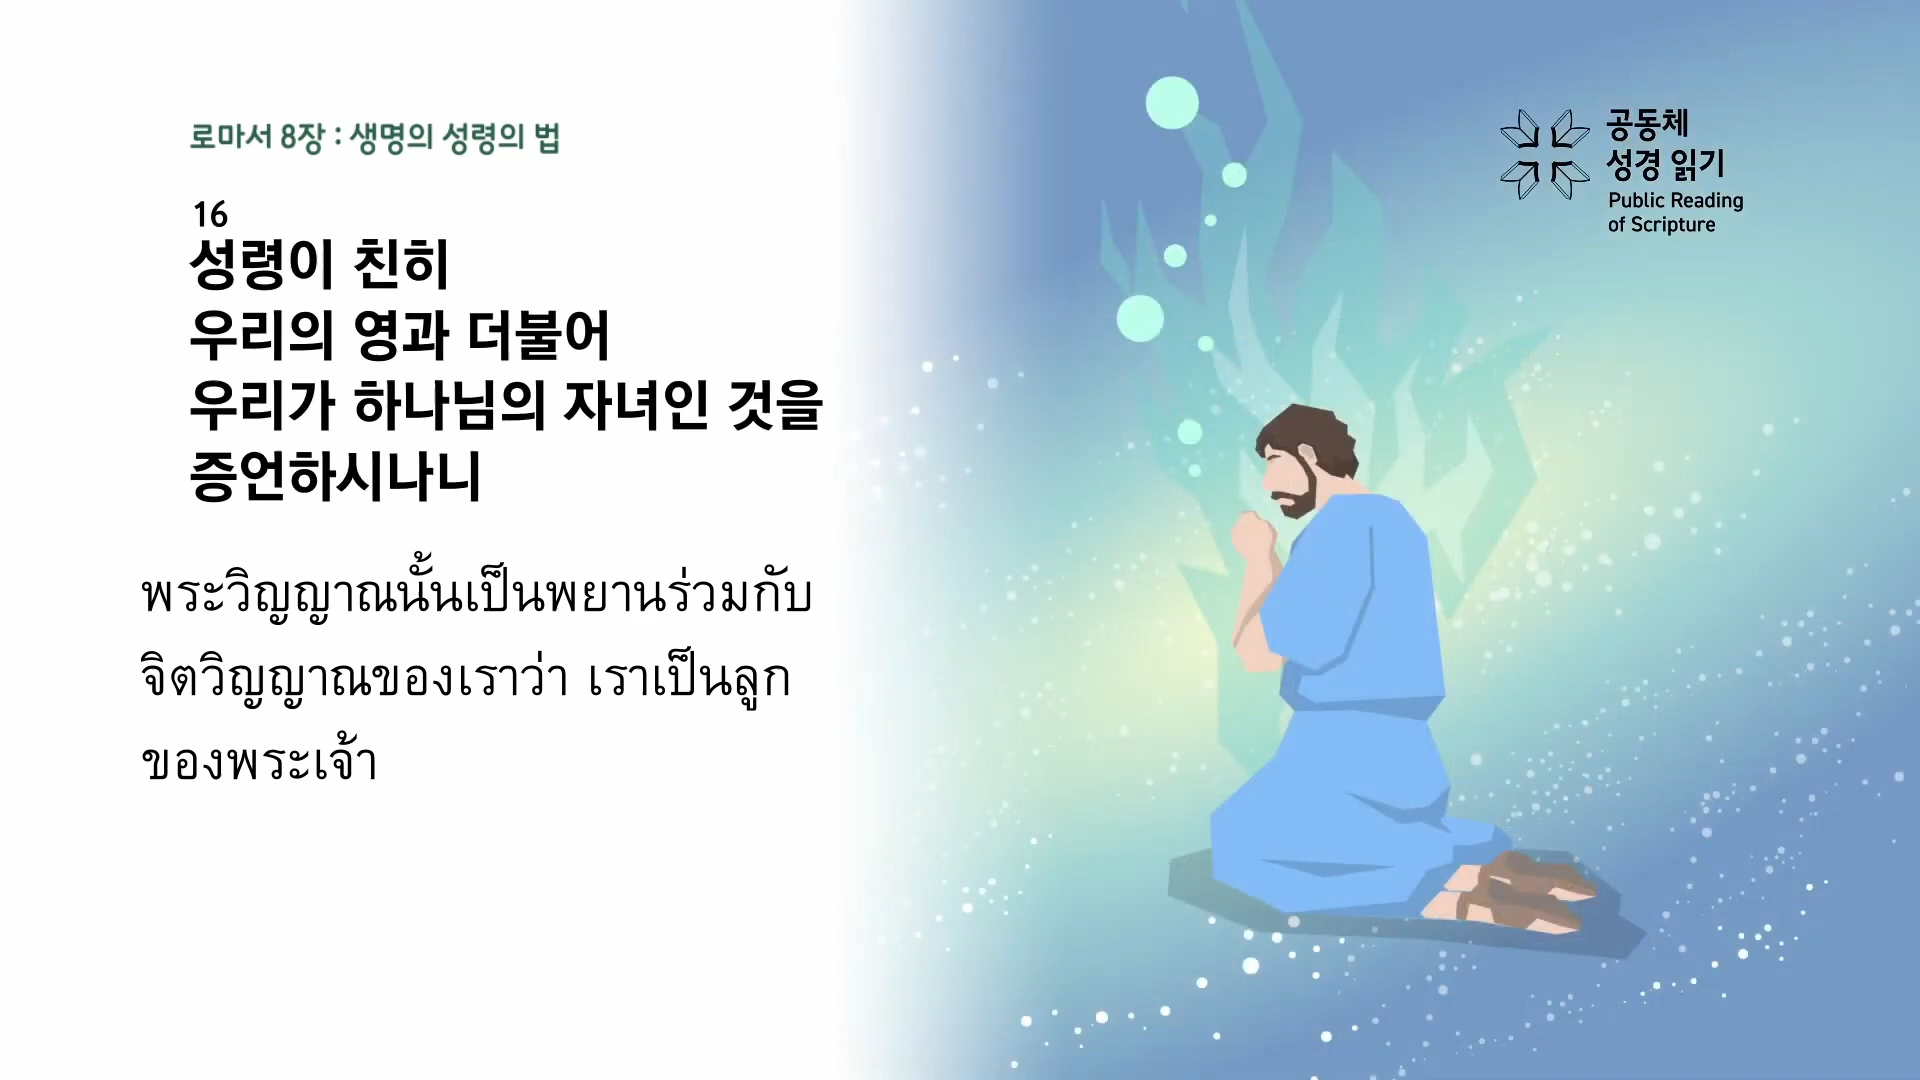 로마서 8장 : 생명의 성령의 법
16
성령이 친히
우리의 영과 더불어
우리가 하나님의 자녀인 것을
증언하시나니
พระวิญญาณนั้นเป็นพยานร่วมกับ
จิตวิญญาณของเราว่า เราเป็นลูก
ของพระเจ้า
공동체
성경 읽기
Public Reading
of Scripture